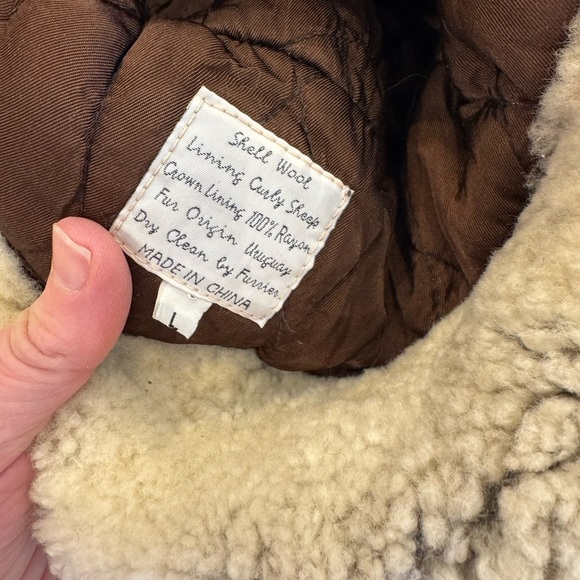 Shell Wool
Lining Curly Sheep
Crown Lining 100% Rayon
Fur Origin Uruguay
Dry Clean by Furrier
MADE IN CHINA
L